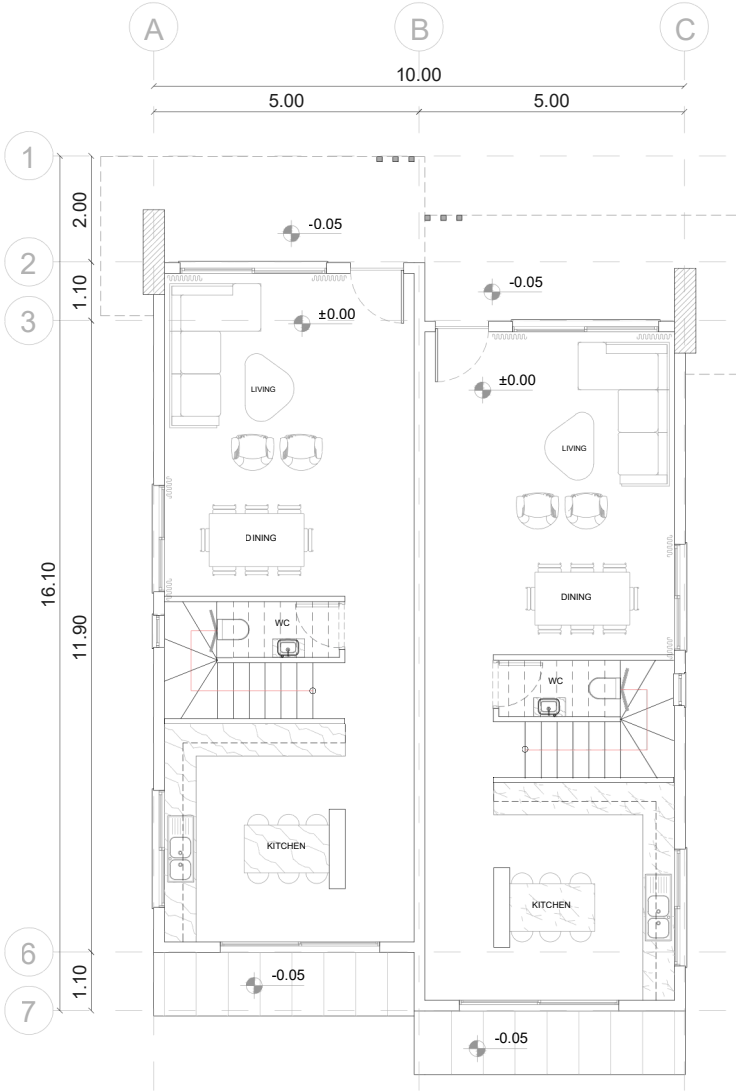 A
B
C
10.00
5.00
5.00
1
2.00
-0.05
2
-0.05
1.10
±0.00
3
±0.00
LIVING
LIVING
DINING
16.10
11.90
DINING
WC
WC
KITCHEN
KITCHEN
6
1.10
-0.05
7
-0.05